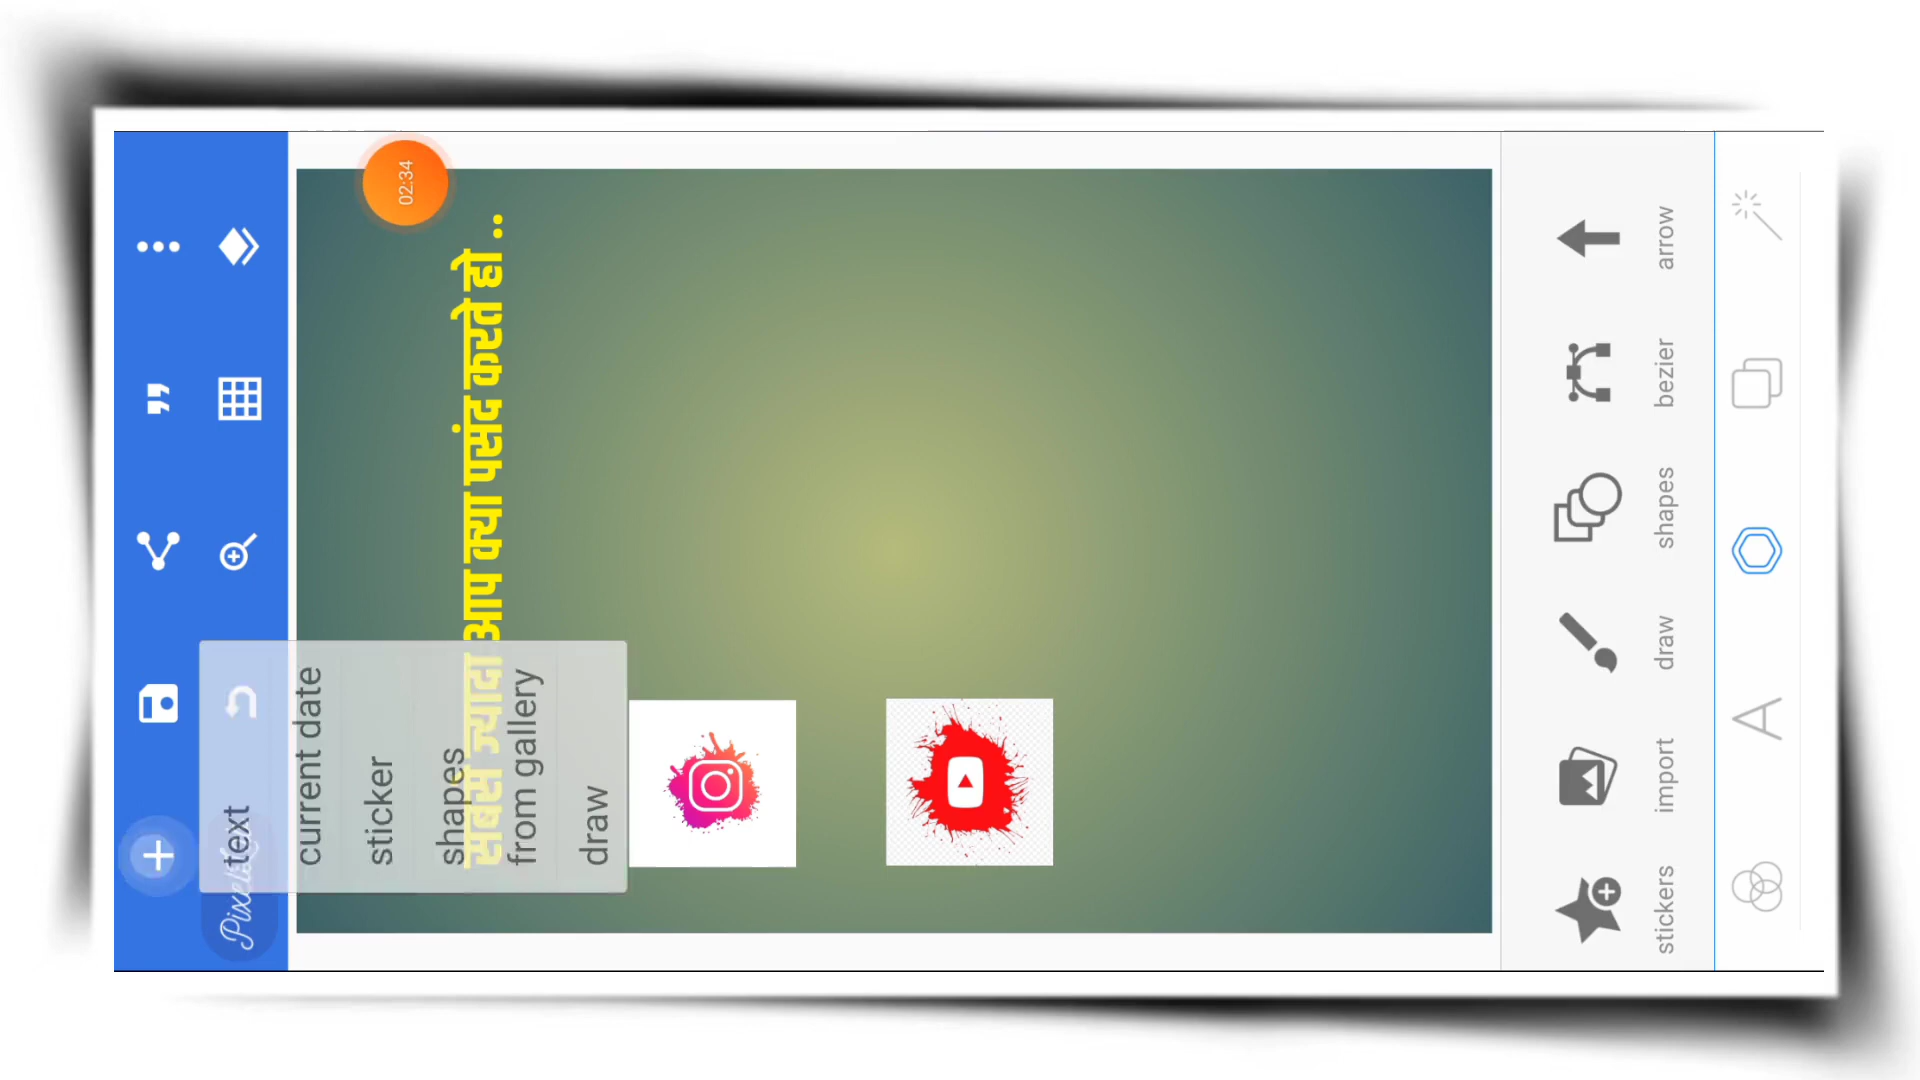 02:34
सबसे ज्यादा आप क्या पसंद करते हो ..
text
current date
sticker
shapes
from gallery
draw
arrow
bezier
shapes
draw
import
stickers